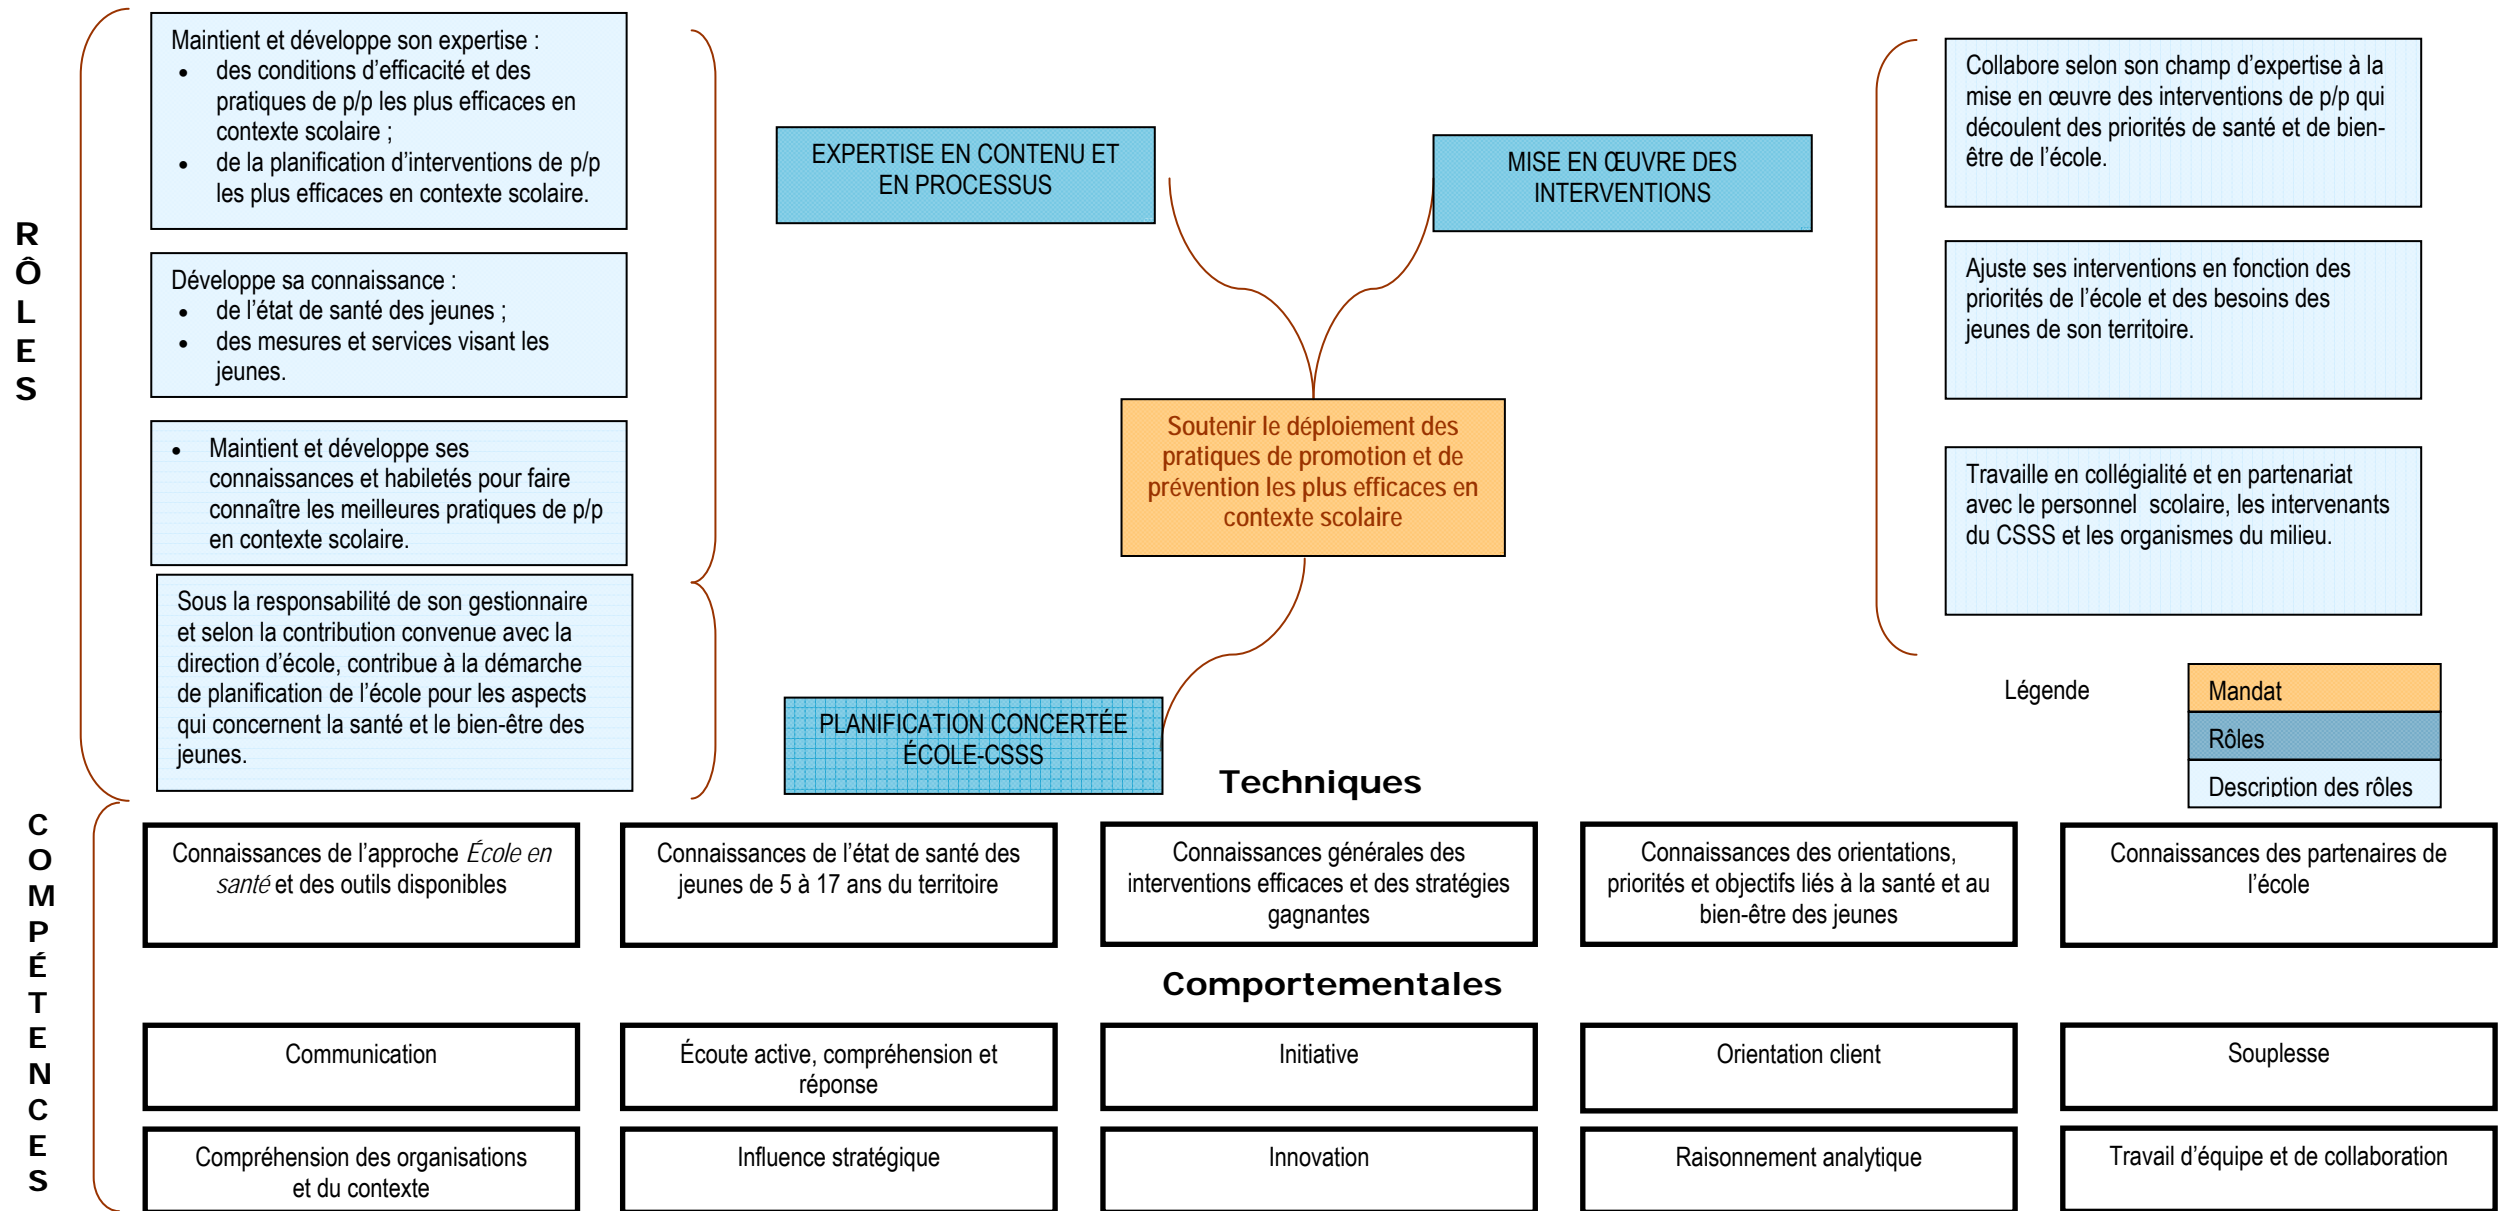 RÔLES
Maintient et développe son expertise :
• des conditions d’efficacité et des
pratiques de p/p les plus efficaces en
contexte scolaire ;
• de la planification d’interventions de p/p
les plus efficaces en contexte scolaire.
Développe sa connaissance :
• de l’état de santé des jeunes ;
• des mesures et services visant les
jeunes.
• Maintient et développe ses
connaissances et habiletés pour faire
connaître les meilleures pratiques de p/p
en contexte scolaire.
Sous la responsabilité de son gestionnaire
et selon la contribution convenue avec la
direction d’école, contribue à la démarche
de planification de l’école pour les aspects
qui concernent la santé et le bien-être des
jeunes.
EXPERTISE EN CONTENU ET
EN PROCESSUS
MISE EN ŒUVRE DES
INTERVENTIONS
Soutenir le déploiement des
pratiques de promotion et de
prévention les plus efficaces en
contexte scolaire
PLANIFICATION CONCERTÉE
ÉCOLE-CSSS
Collabore selon son champ d’expertise à la
mise en œuvre des interventions de p/p qui
découlent des priorités de santé et de bien-
être de l’école.
Ajuste ses interventions en fonction des
priorités de l’école et des besoins des
jeunes de son territoire.
Travaille en collégialité et en partenariat
avec le personnel scolaire, les intervenants
du CSSS et les organismes du milieu.
Légende
Mandat
Rôles
Description des rôles
COMPÉTENCES
Techniques
Connaissances de l’approche École en
santé et des outils disponibles
Connaissances de l’état de santé des
jeunes de 5 à 17 ans du territoire
Connaissances générales des
interventions efficaces et des stratégies
gagnantes
Connaissances des orientations,
priorités et objectifs liés à la santé et au
bien-être des jeunes
Connaissances des partenaires de
l’école
Comportementales
Communication
Écoute active, compréhension et
réponse
Initiative
Orientation client
Souplesse
Compréhension des organisations
et du contexte
Influence stratégique
Innovation
Raisonnement analytique
Travail d’équipe et de collaboration